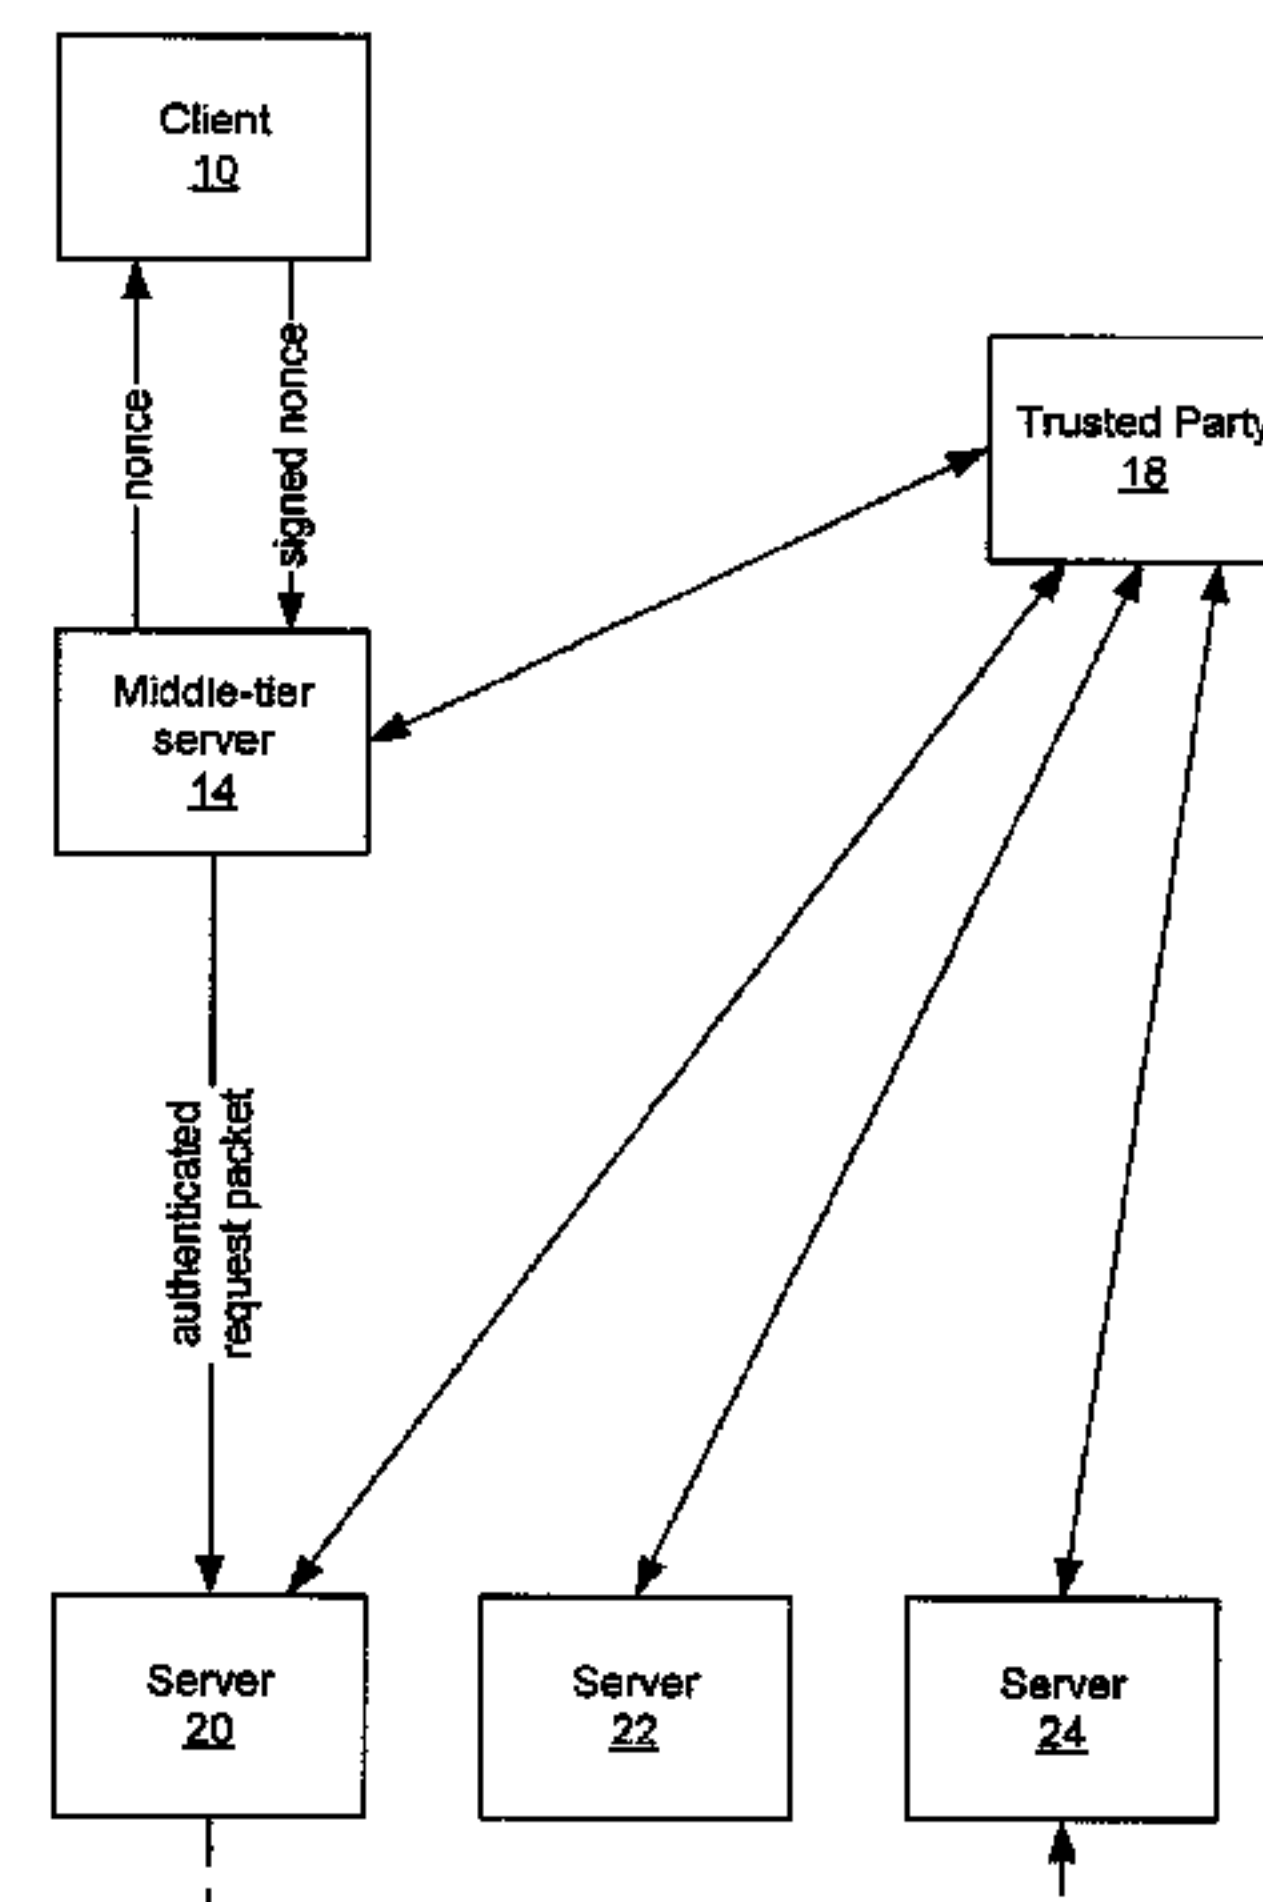 Client
10
nonce
signed nonce
Trusted Party
18
Middle-tier
server
14
authenticated
request packet
Server
20
Server
22
Server
24